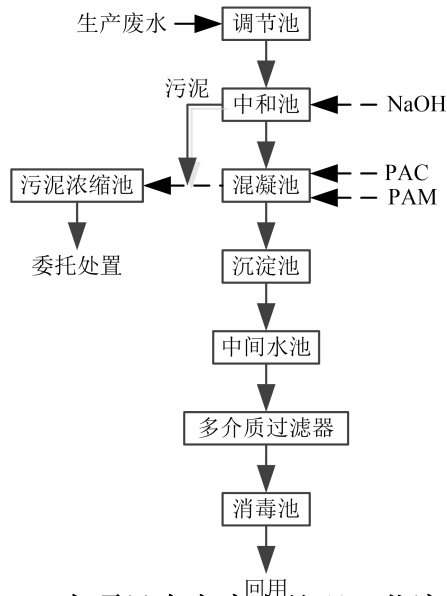 生产废水
调节池
污泥
中和池
NaOH
污泥浓缩池
混凝池
PAC
PAM
委托处置
沉淀池
中间水池
多介质过滤器
消毒池
回用